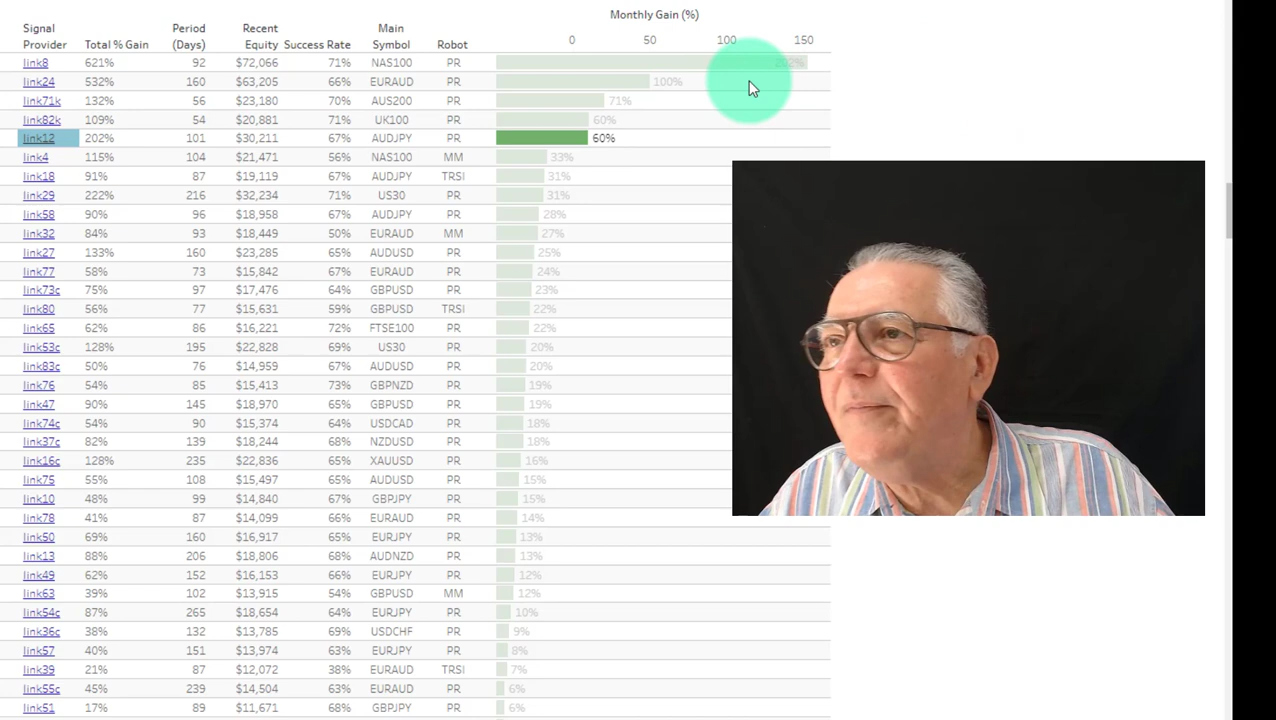 Monthly Gain (%)
Signal Provider Total % Gain Period (Days) Recent Equity Success Rate Main Symbol Robot 0 50 100 150
link8 621% 92 $72,066 71% NAS100 PR 202%
link24 532% 160 $63,205 66% EURAUD PR 100%
link71k 132% 56 $23,180 70% AUS200 PR 71%
link82k 109% 54 $20,881 71% UK100 PR 60%
link12 202% 101 $30,211 67% AUDJPY PR 60%
link4 115% 104 $21,471 56% NAS100 MM 33%
link18 91% 87 $19,119 67% AUDJPY TRSI 31%
link29 222% 216 $32,234 71% US30 PR 31%
link58 90% 96 $18,958 67% AUDJPY PR 28%
link32 84% 93 $18,449 50% EURAUD MM 27%
link27 133% 160 $23,285 65% AUDUSD PR 25%
link77 58% 73 $15,842 67% EURAUD PR 24%
link73c 75% 97 $17,476 64% GBPUSD PR 23%
link80 56% 77 $15,631 59% GBPUSD TRSI 22%
link65 62% 86 $16,221 72% FTSE100 PR 22%
link53c 128% 195 $22,828 69% US30 PR 20%
link83c 50% 76 $14,959 67% AUDUSD PR 20%
link76 54% 85 $15,413 73% GBPNZD PR 19%
link47 90% 145 $18,970 65% GBPUSD PR 19%
link74c 54% 90 $15,374 64% USDCAD PR 18%
link37c 82% 139 $18,244 68% NZDUSD PR 18%
link16c 128% 235 $22,836 65% XAUUSD PR 16%
link75 55% 108 $15,497 65% AUDUSD PR 15%
link10 48% 99 $14,840 67% GBPJPY PR 15%
link78 41% 87 $14,099 66% EURAUD PR 14%
link50 69% 160 $16,917 65% EURJPY PR 13%
link13 88% 206 $18,806 68% AUDNZD PR 13%
link49 62% 152 $16,153 66% EURJPY PR 12%
link63 39% 102 $13,915 54% GBPUSD MM 12%
link54c 87% 265 $18,654 64% EURJPY PR 10%
link36c 38% 132 $13,785 69% USDCHF PR 9%
link57 40% 151 $13,974 63% EURJPY PR 8%
link39 21% 87 $12,072 38% EURAUD TRSI 7%
link55c 45% 239 $14,504 63% EURAUD PR 6%
link51 17% 89 $11,671 68% GBPJPY PR 6%